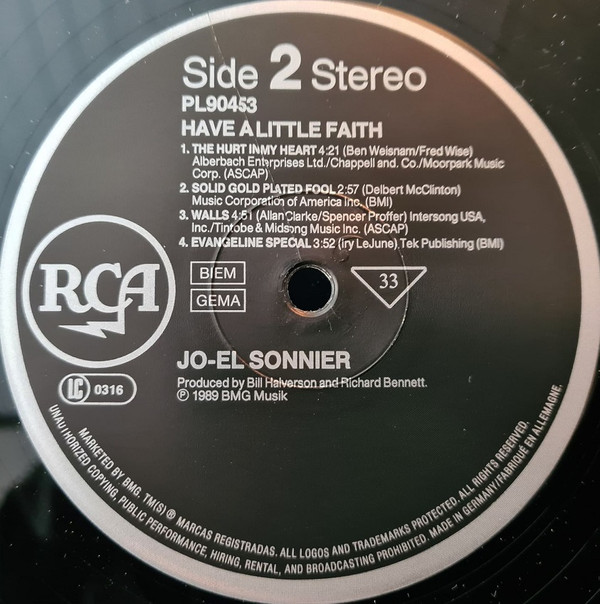 Side 2 Stereo
PL90453
HAVE A LITTLE FAITH
1. THE HURT IN MY HEART 4:21 (Ben Weisnam/Fred Wise)
Alberbach Enterprises Ltd./Chappell and. Co./Moorpark Music
Corp. (ASCAP)
2. SOLID GOLD PLATED FOOL 2:57 (Delbert McClinton)
Music Corporation of America Inc. (BMI)
3. WALLS 4:51 (Allan Clarke/Spencer Proffer) Intersong USA,
Inc./Timtobe & Midsong Music Inc. (ASCAP)
4. EVANGELINE SPECIAL 3:52 (Iry LeJune) Tek Publishing (BMI)
RCA
BIEM
GEMA
33
JO-EL SONNIER
Produced by Bill Halverson and Richard Bennett.
℗ 1989 BMG Musik
LC 0316
MARKETED BY BMG, TM(S) ® MARCAS REGISTRADAS. ALL LOGOS AND TRADEMARKS PROTECTED. ALL RIGHTS RESERVED.
UNAUTHORIZED COPYING, PUBLIC PERFORMANCE, HIRING, RENTAL, AND BROADCASTING PROHIBITED. MADE IN GERMANY/FABRIQUÉ EN ALLEMAGNE.